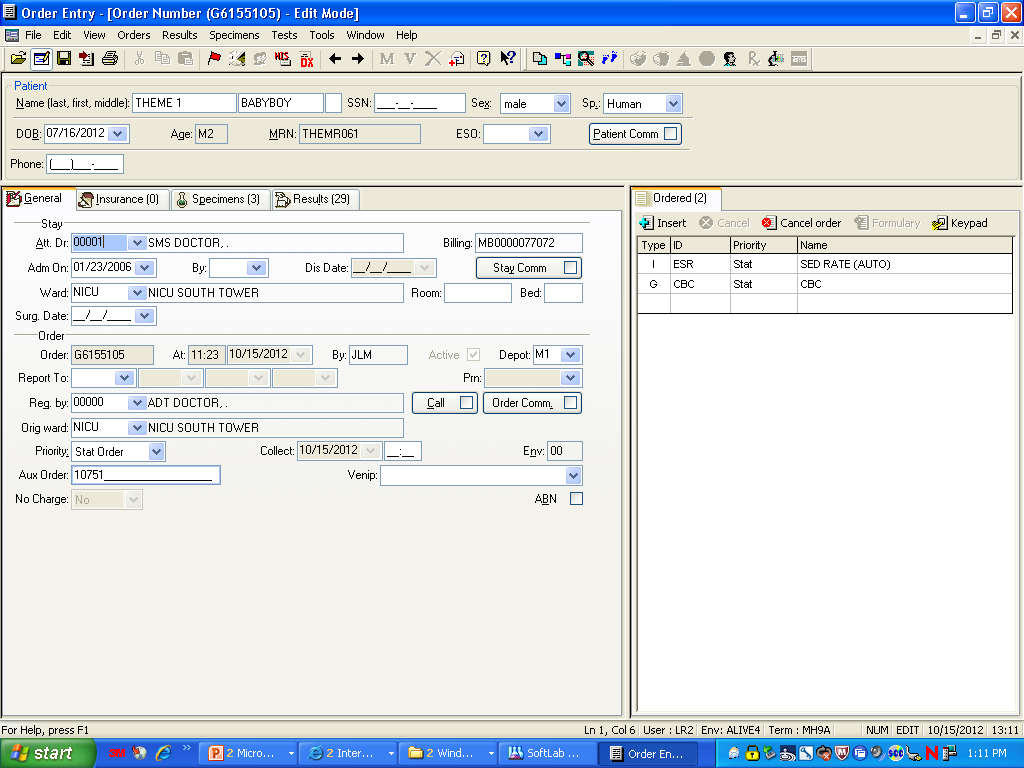 Order Entry - [Order Number (G6155105) - Edit Mode]
File Edit View Orders Results Specimens Tests Tools Window Help
Patient
Name (last, first, middle): THEME 1 BABYBOY SSN: ___-__-____ Sex: male Sp.: Human
DOB: 07/16/2012 Age: M2 MRN: THEMR061 ESO: Patient Comm
Phone: (___)___-____
General Insurance (0) Specimens (3) Results (29)
Ordered (2)
Stay
Insert Cancel Cancel order Formulary Keypad
Att. Dr: 00001 SMS DOCTOR, . Billing: MB0000077072
Type ID Priority Name
Adm On: 01/23/2006 By: Dis Date: __/__/____ Stay Comm
I ESR Stat SED RATE (AUTO)
G CBC Stat CBC
Ward: NICU NICU SOUTH TOWER Room: Bed:
Surg. Date: __/__/____
Order
Order: G6155105 At: 11:23 10/15/2012 By: JLM Active Depot: M1
Report To: Prn:
Req. by: 00000 ADT DOCTOR, . Call Order Comm.
Orig ward: NICU NICU SOUTH TOWER
Priority: Stat Order Collect: 10/15/2012 __:__ Env: 00
Aux Order: 10751____________________ Venip:
No Charge: No ABN
For Help, press F1 Ln 1, Col 6 User : LR2 Env: ALIVE4 Term : MH9A NUM EDIT 10/15/2012 13:11
start 2 Micro... 2 Inter... 2 Wind... SoftLab Order En... 1:11 PM